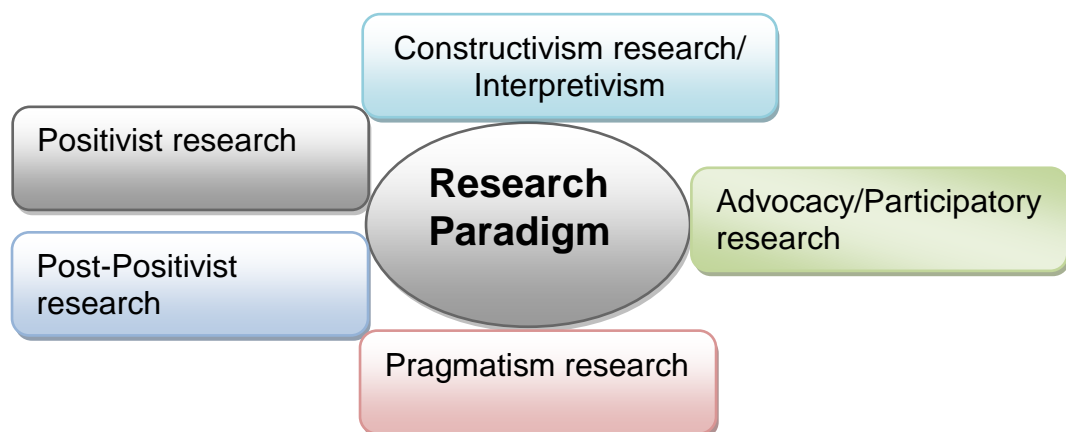 Constructivism research/
Interpretivism
Positivist research
Research
Paradigm
Advocacy/Participatory
research
Post-Positivist
research
Pragmatism research